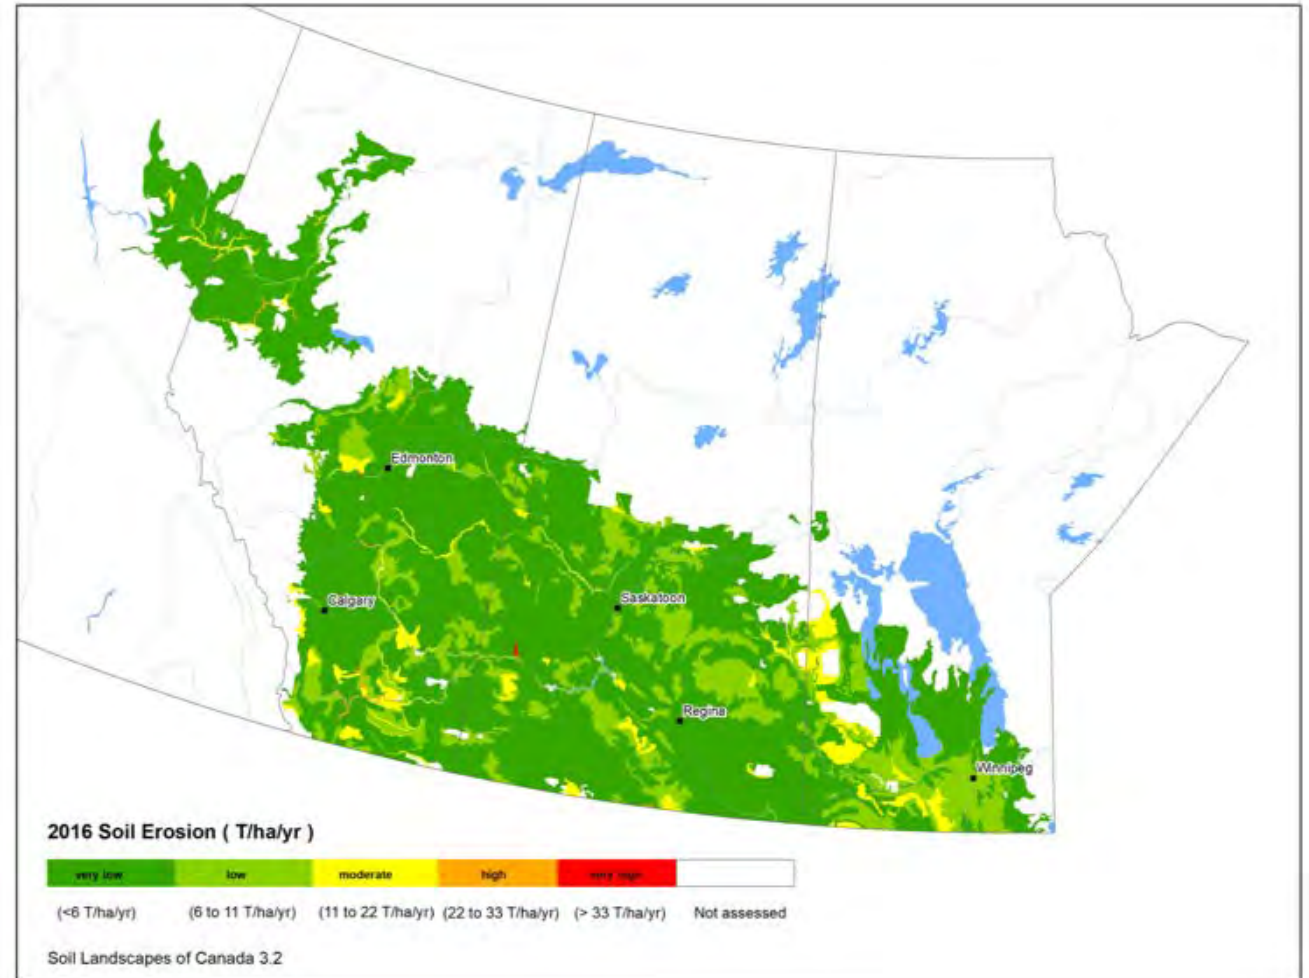 Edmonton
Calgary
Saskatoon
Regina
Winnipeg
2016 Soil Erosion ( T/ha/yr )
very low low moderate high very high
(<6 T/ha/yr) (6 to 11 T/ha/yr) (11 to 22 T/ha/yr) (22 to 33 T/ha/yr) (> 33 T/ha/yr) Not assessed
Soil Landscapes of Canada 3.2